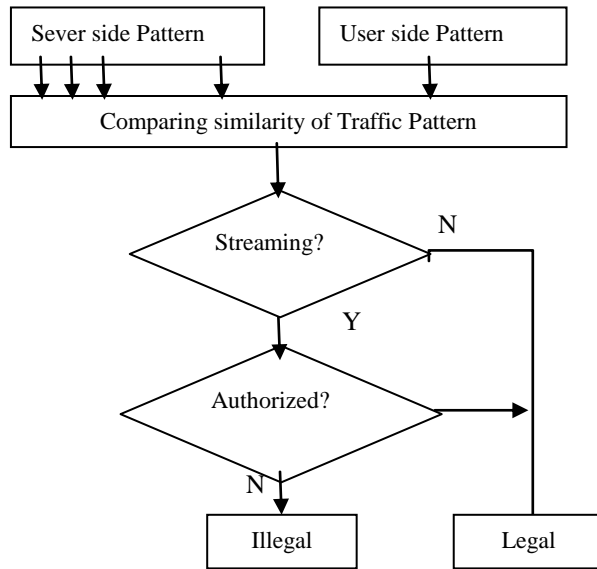 Sever side Pattern
User side Pattern
Comparing similarity of Traffic Pattern
Streaming?
N
Y
Authorized?
N
Illegal
Legal